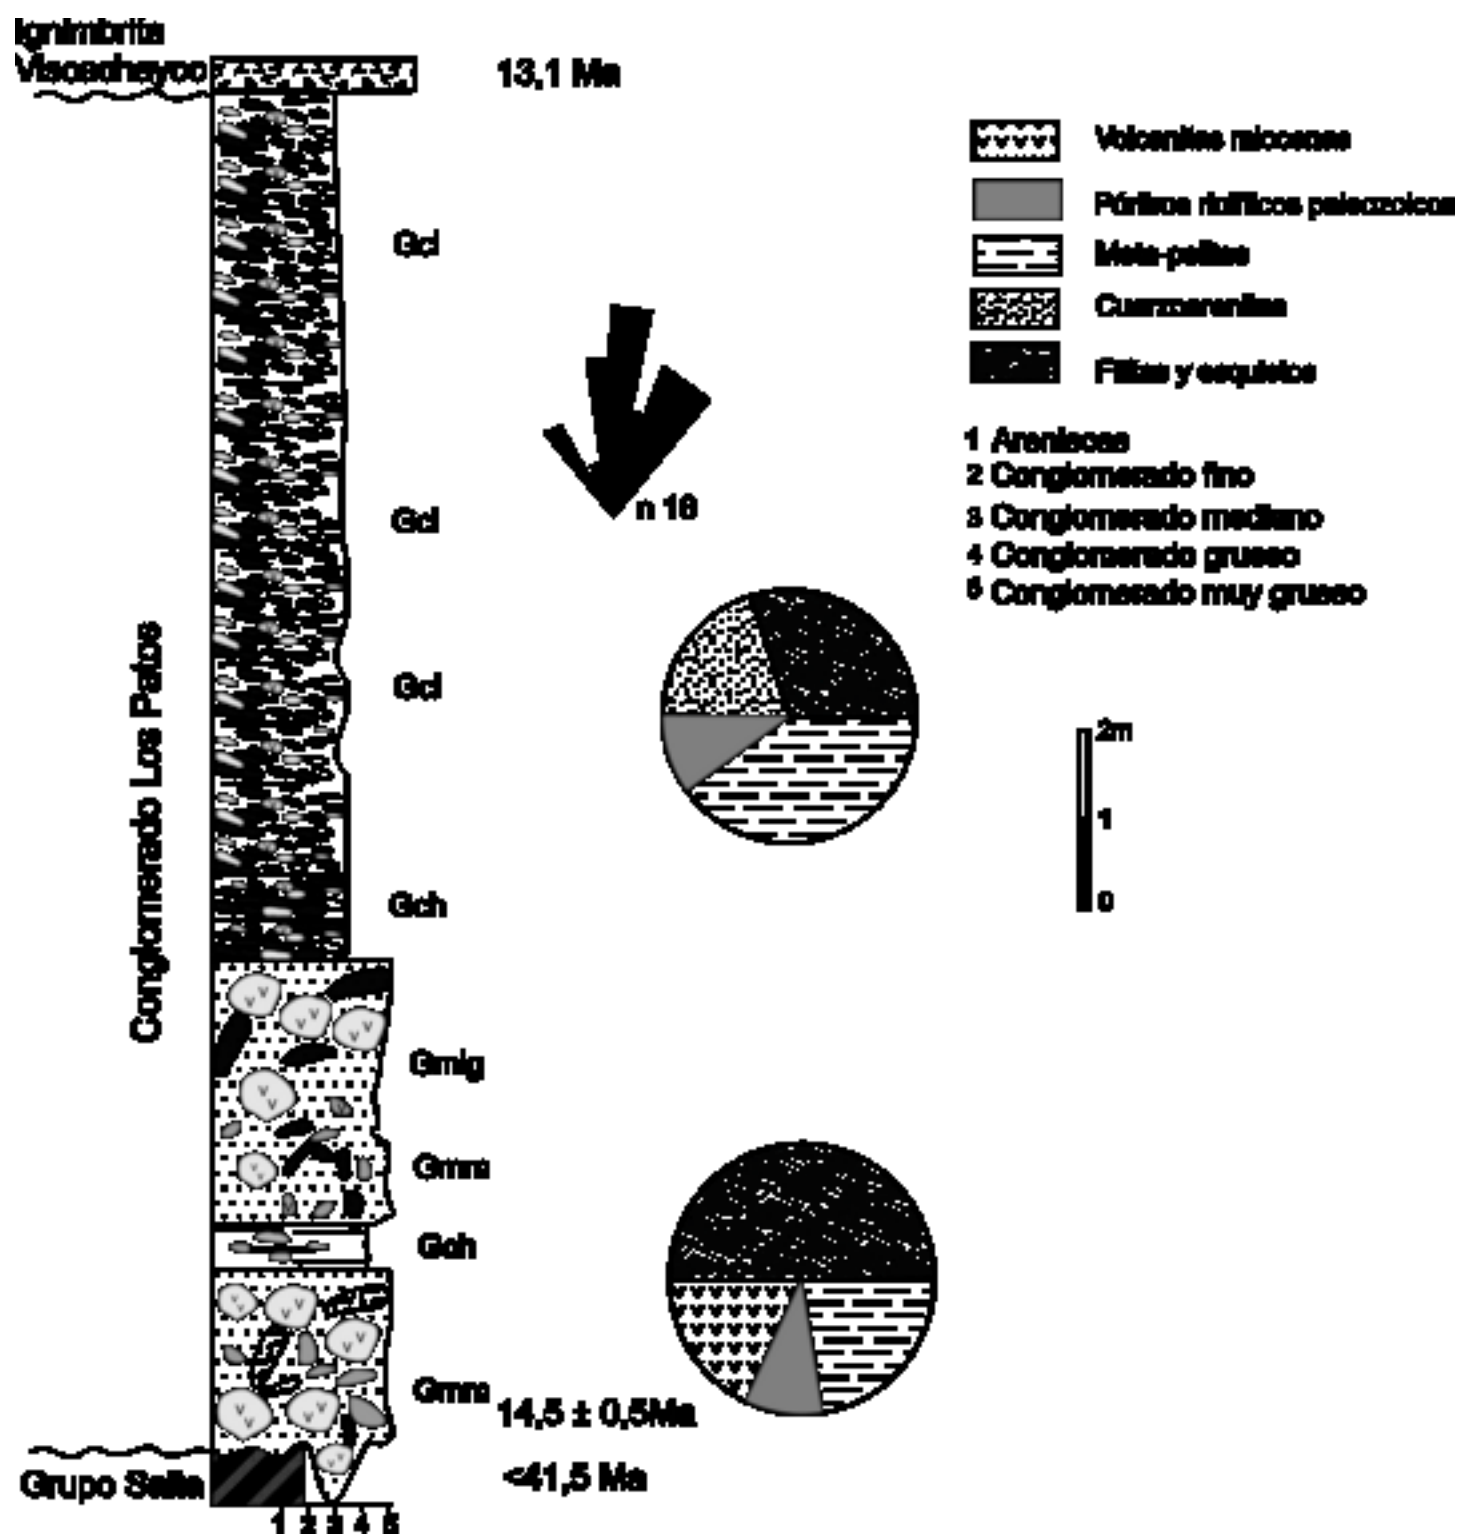 Ignimbrita
Viscachayoc
13,1 Ma
Volcanitas miocenas
Pórfiros riolíticos paleozoicos
Meta-pelitas
Cuarzoarenitas
Filitas y esquistos
1 Areniscas
2 Conglomerado fino
3 Conglomerado mediano
4 Conglomerado grueso
5 Conglomerado muy grueso
Gcl
n 16
Gcl
Gcl
Conglomerado Los Patos
2m
1
0
Gch
Gmig
Gmm
Gch
Gmm
14,5 ± 0,5Ma
<41,5 Ma
Grupo Salta
1 2 3 4 5